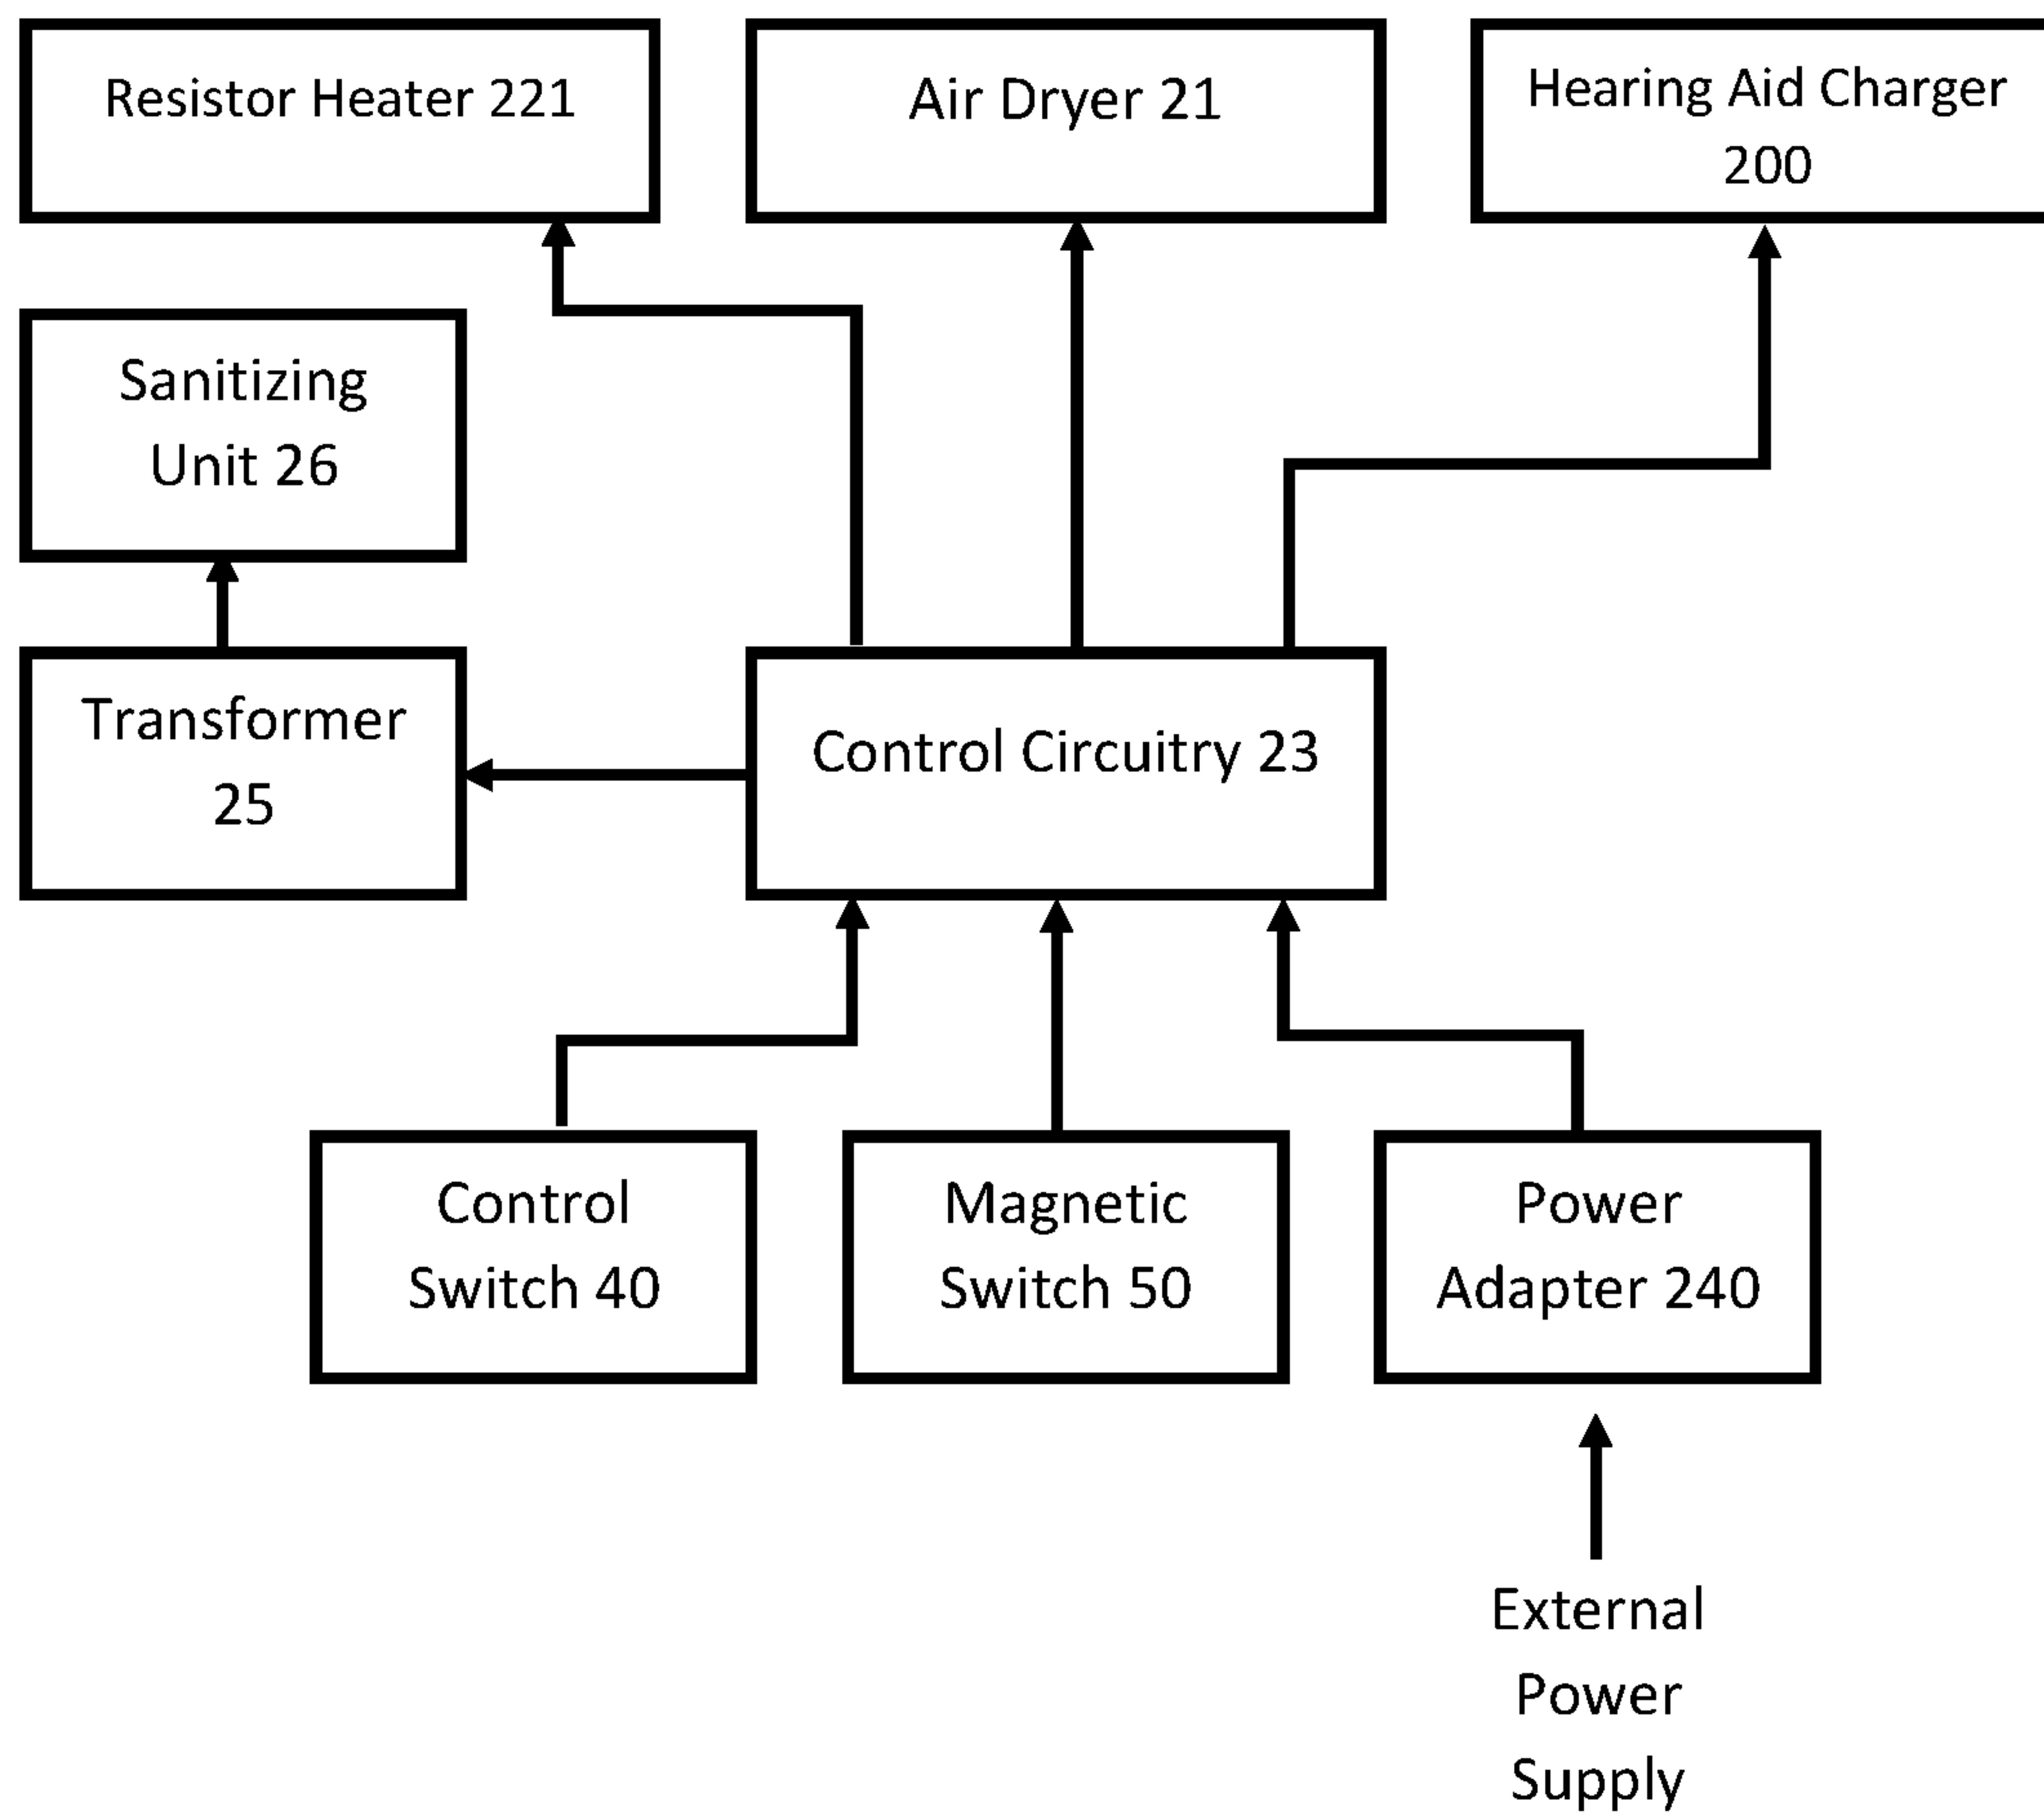 Resistor Heater 221
Air Dryer 21
Hearing Aid Charger
200
Sanitizing
Unit 26
Transformer
25
Control Circuitry 23
Control
Switch 40
Magnetic
Switch 50
Power
Adapter 240
External
Power
Supply